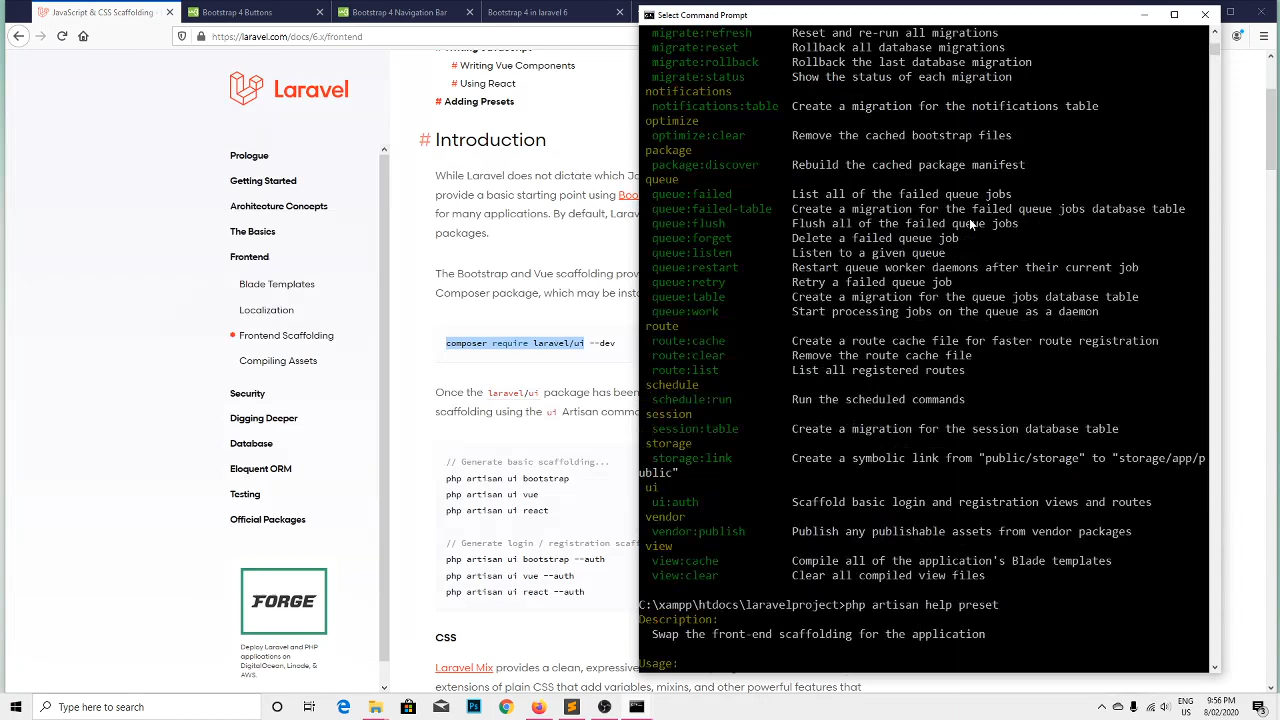 JavaScript & CSS Scaffolding
Bootstrap 4 Buttons
Bootstrap 4 Navigation Bar
Bootstrap 4 in laravel 6
https://laravel.com/docs/6.x/frontend
Laravel
Prologue
Getting Started
Architecture Concepts
The Basics
Frontend
Blade Templates
Localization
Frontend Scaffolding
Compiling Assets
Security
Digging Deeper
Database
Eloquent ORM
Testing
Official Packages
FORGE
Deploy Laravel and PHP
applications on
DigitalOcean, Linode, &
AWS.
# Writing Vue Components
# Using React
# Adding Presets
# Introduction
While Laravel does not dictate which Ja
provide a basic starting point using Boo
for many applications. By default, Larav
packages.
The Bootstrap and Vue scaffolding prov
Composer package, which may be insta
composer require laravel/ui --dev
Once the laravel/ui package has been
scaffolding using the ui Artisan comma
// Generate basic scaffolding...
php artisan ui bootstrap
php artisan ui vue
php artisan ui react
// Generate login / registration scaff
php artisan ui bootstrap --auth
php artisan ui vue --auth
php artisan ui react --auth
CSS
Laravel Mix provides a clean, expressive
extensions of plain CSS that add variables, mixins, and other powerful features that
Select Command Prompt
migrate:refresh Reset and re-run all migrations
migrate:reset Rollback all database migrations
migrate:rollback Rollback the last database migration
migrate:status Show the status of each migration
notifications
notifications:table Create a migration for the notifications table
optimize
optimize:clear Remove the cached bootstrap files
package
package:discover Rebuild the cached package manifest
queue
queue:failed List all of the failed queue jobs
queue:failed-table Create a migration for the failed queue jobs database table
queue:flush Flush all of the failed queue jobs
queue:forget Delete a failed queue job
queue:listen Listen to a given queue
queue:restart Restart queue worker daemons after their current job
queue:retry Retry a failed queue job
queue:table Create a migration for the queue jobs database table
queue:work Start processing jobs on the queue as a daemon
route
route:cache Create a route cache file for faster route registration
route:clear Remove the route cache file
route:list List all registered routes
schedule
schedule:run Run the scheduled commands
session
session:table Create a migration for the session database table
storage
storage:link Create a symbolic link from "public/storage" to "storage/app/p
ublic"
ui
ui:auth Scaffold basic login and registration views and routes
vendor
vendor:publish Publish any publishable assets from vendor packages
view
view:cache Compile all of the application's Blade templates
view:clear Clear all compiled view files
C:\xampp\htdocs\laravelproject>php artisan help preset
Description:
Swap the front-end scaffolding for the application
Usage:
Type here to search
ENG
US
9:56 PM
8/02/2020
3